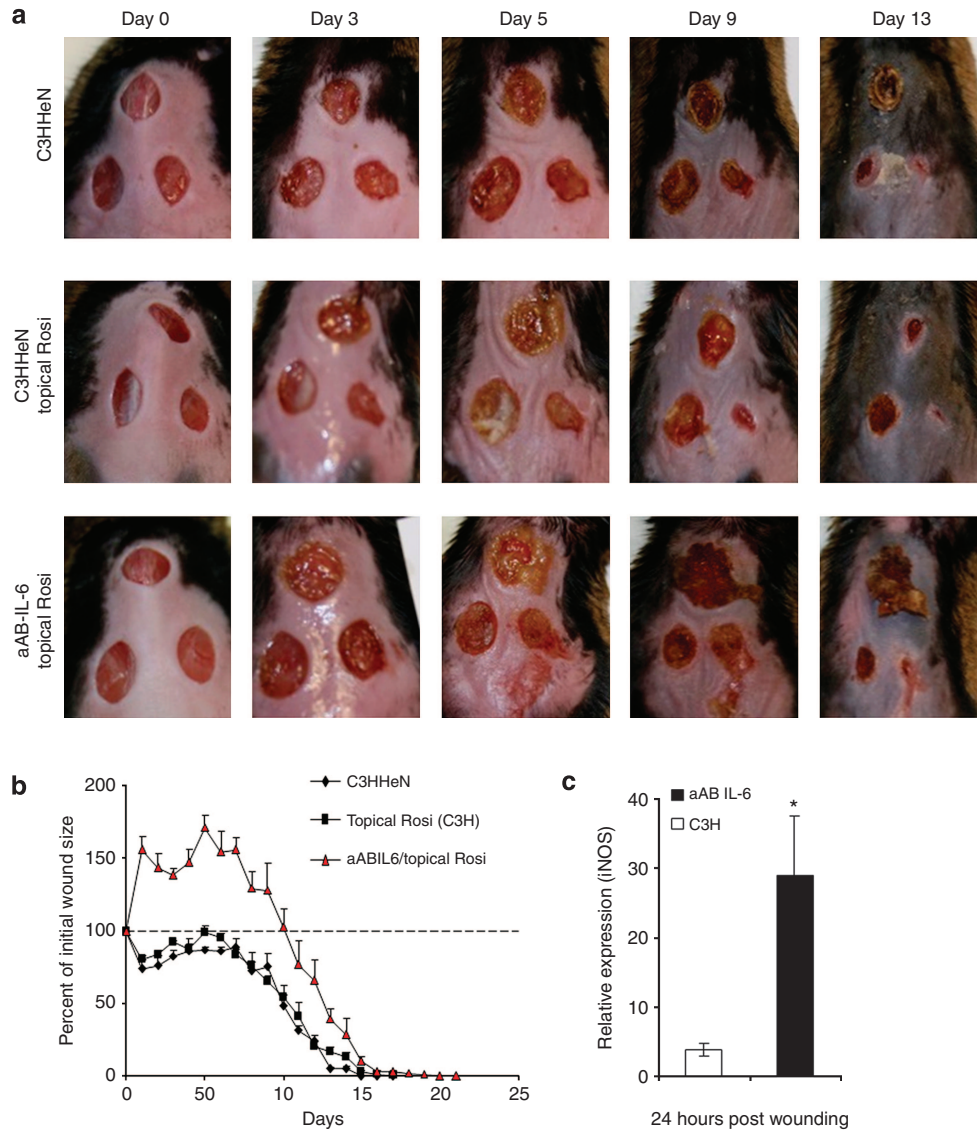 a
Day 0 Day 3 Day 5 Day 9 Day 13
C3HHeN
C3HHeN
topical Rosi
aAB-IL-6
topical Rosi
b
200
150
100
50
0
Percent of initial wound size
C3HHeN
Topical Rosi (C3H)
aABIL6/topical Rosi
0 50 10 15 20 25
Days
c
aAB IL-6
C3H
*
40
30
20
10
0
Relative expression (iNOS)
24 hours post wounding